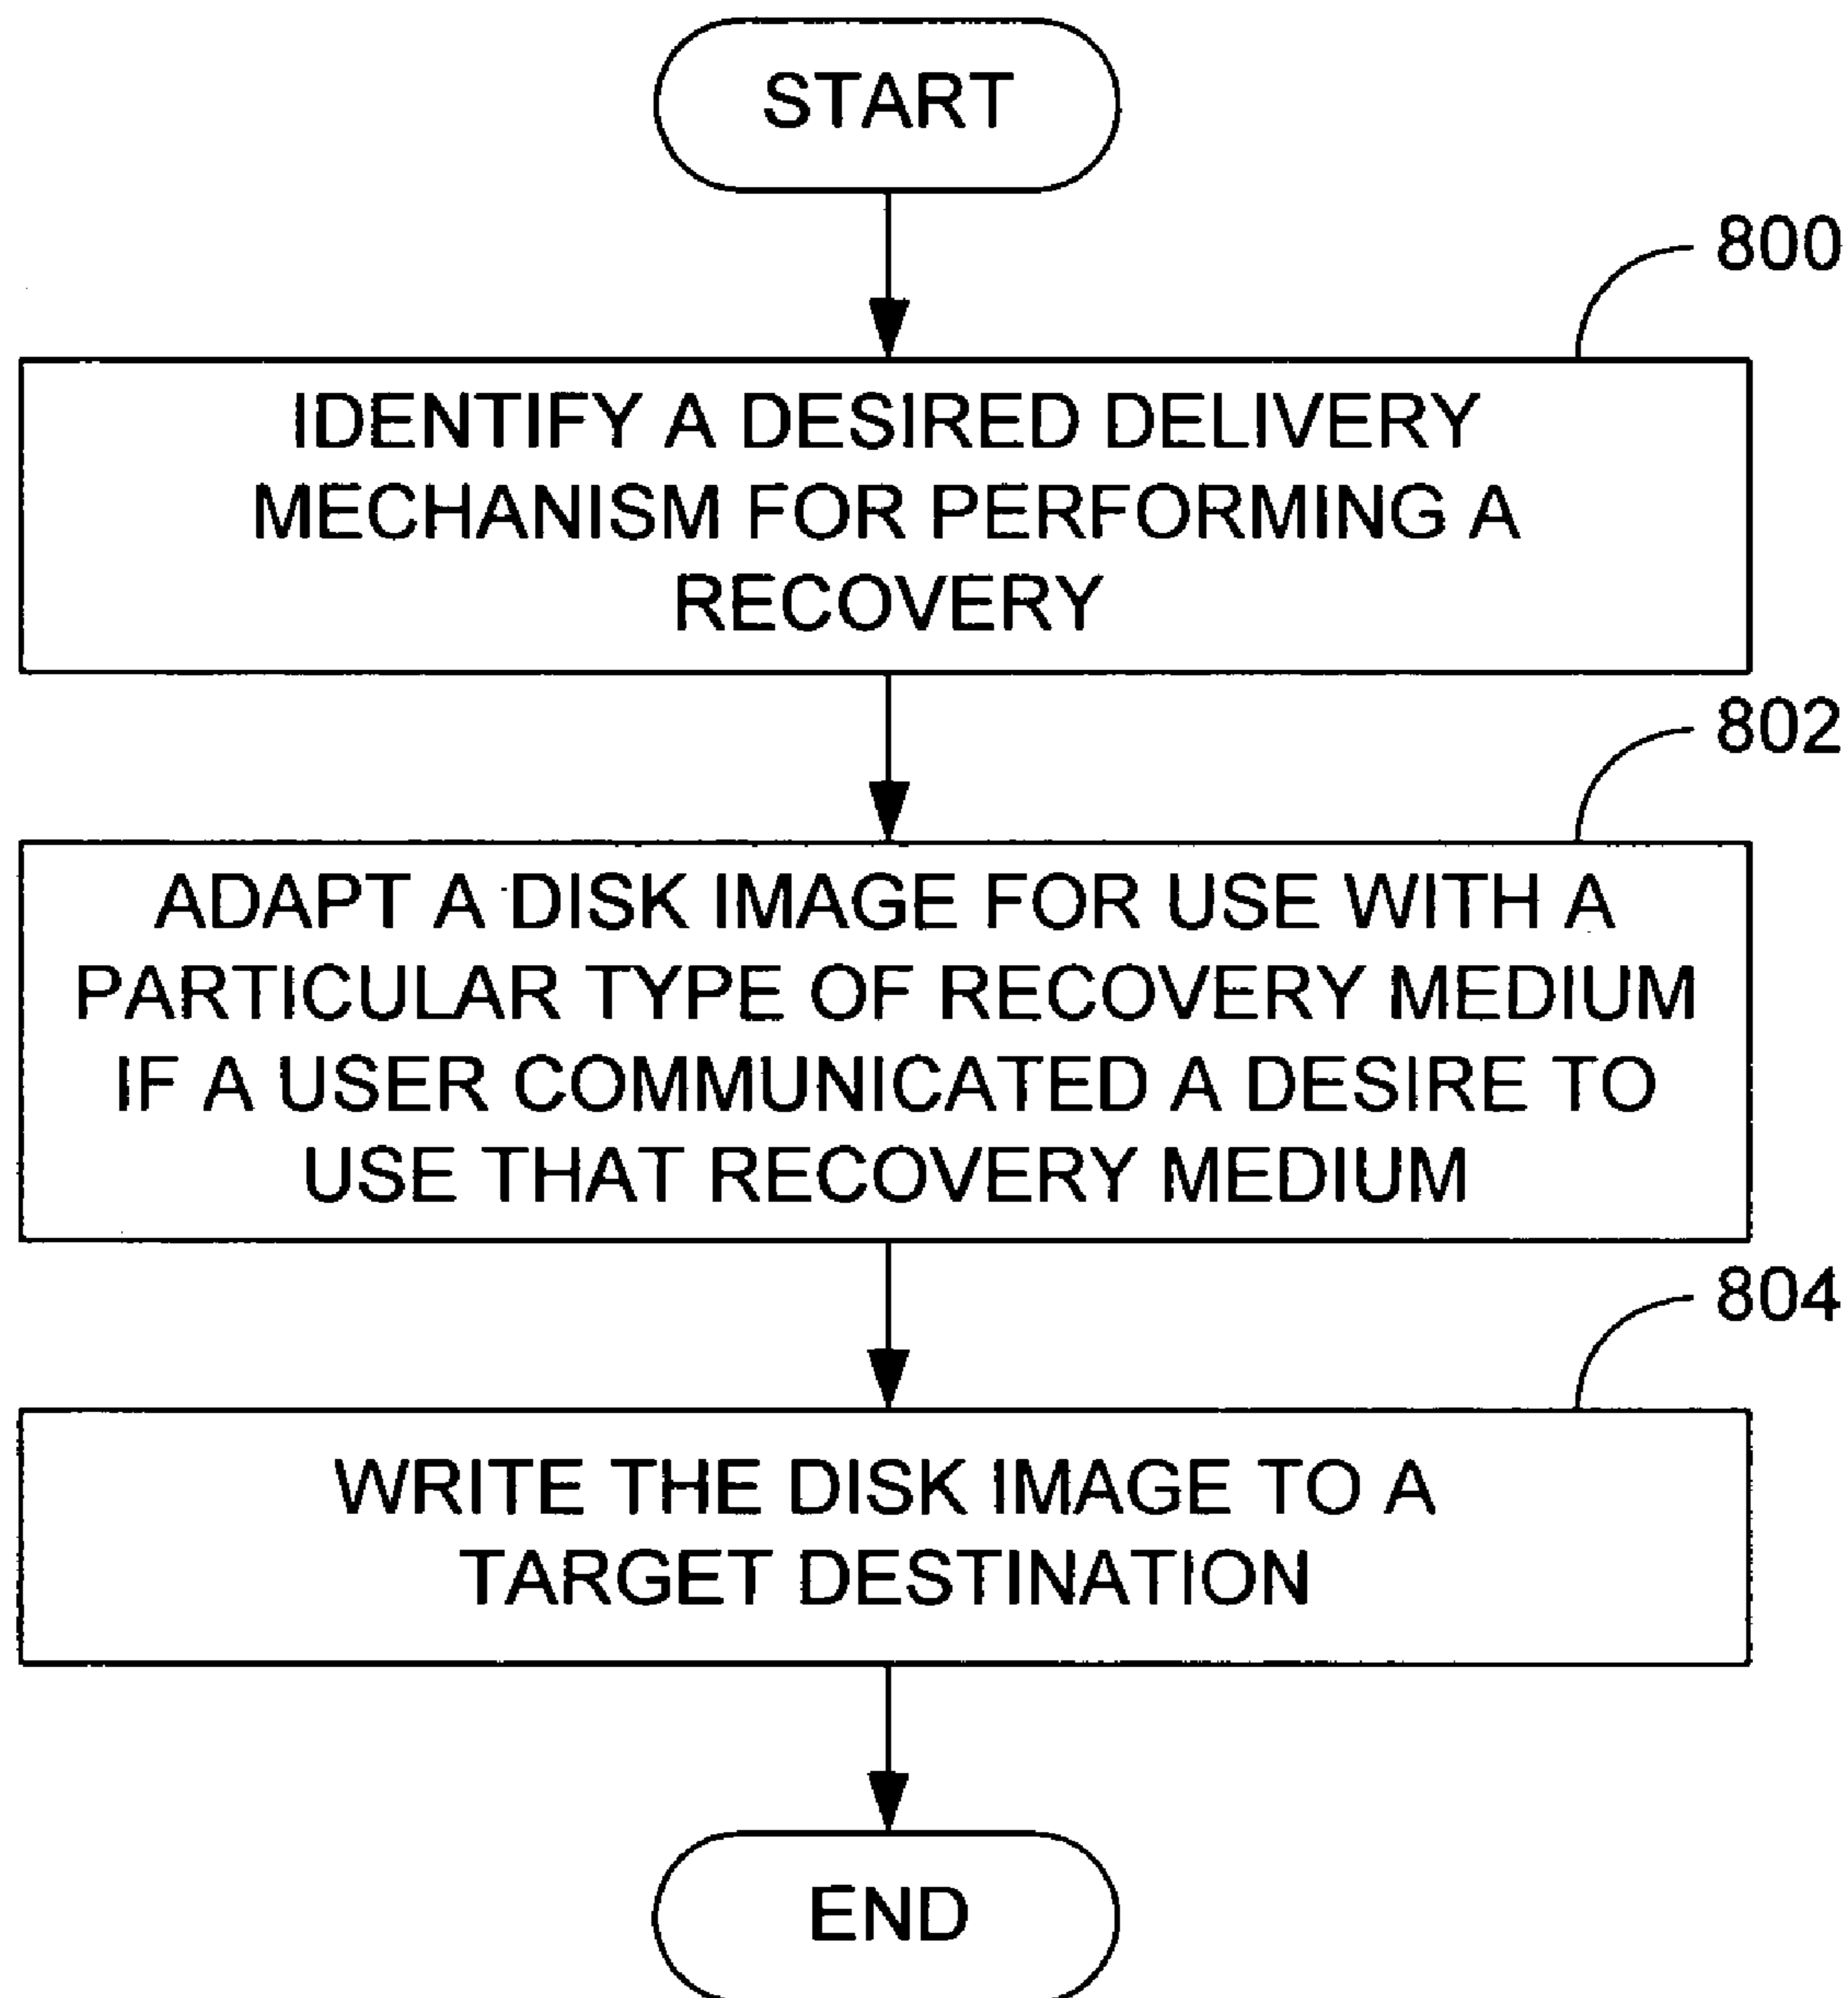 START
800
IDENTIFY A DESIRED DELIVERY
MECHANISM FOR PERFORMING A
RECOVERY
802
ADAPT A DISK IMAGE FOR USE WITH A
PARTICULAR TYPE OF RECOVERY MEDIUM
IF A USER COMMUNICATED A DESIRE TO
USE THAT RECOVERY MEDIUM
804
WRITE THE DISK IMAGE TO A
TARGET DESTINATION
END